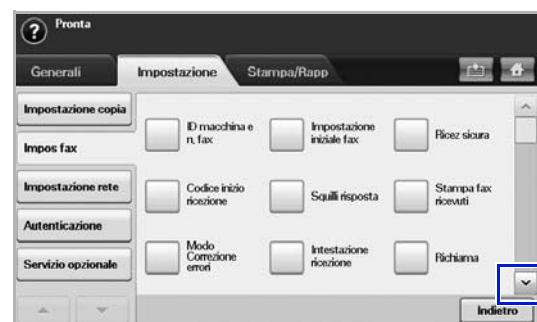 Pronta
Generali
Impostazione
Stampa/Rapp
Impostazione copia
Impos fax
Impostazione rete
Autenticazione
Servizio opzionale
ID macchina e
n. fax
Impostazione
iniziale fax
Ricez sicura
Codice inizio
ricezione
Squilli risposta
Stampa fax
ricevuti
Modo
Correzione
errori
Intestazione
ricezione
Richiama
Indietro